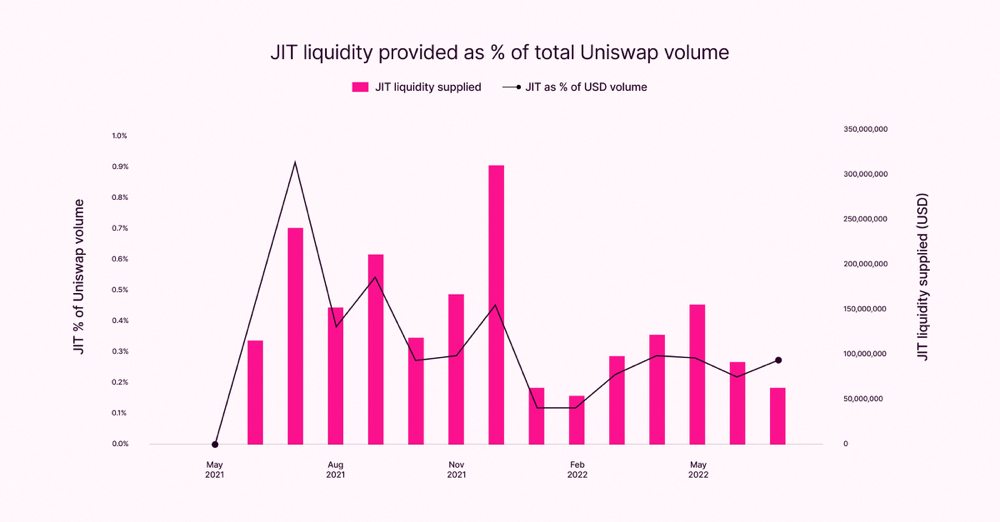 JIT liquidity provided as % of total Uniswap volume
JIT liquidity supplied
JIT as % of USD volume
JIT % of Uniswap volume
1.0%
0.9%
0.8%
0.7%
0.6%
0.5%
0.4%
0.3%
0.2%
0.1%
0.0%
350,000,000
300,000,000
250,000,000
200,000,000
150,000,000
100,000,000
50,000,000
0
JIT liquidity supplied (USD)
May
2021
Aug
2021
Nov
2021
Feb
2022
May
2022